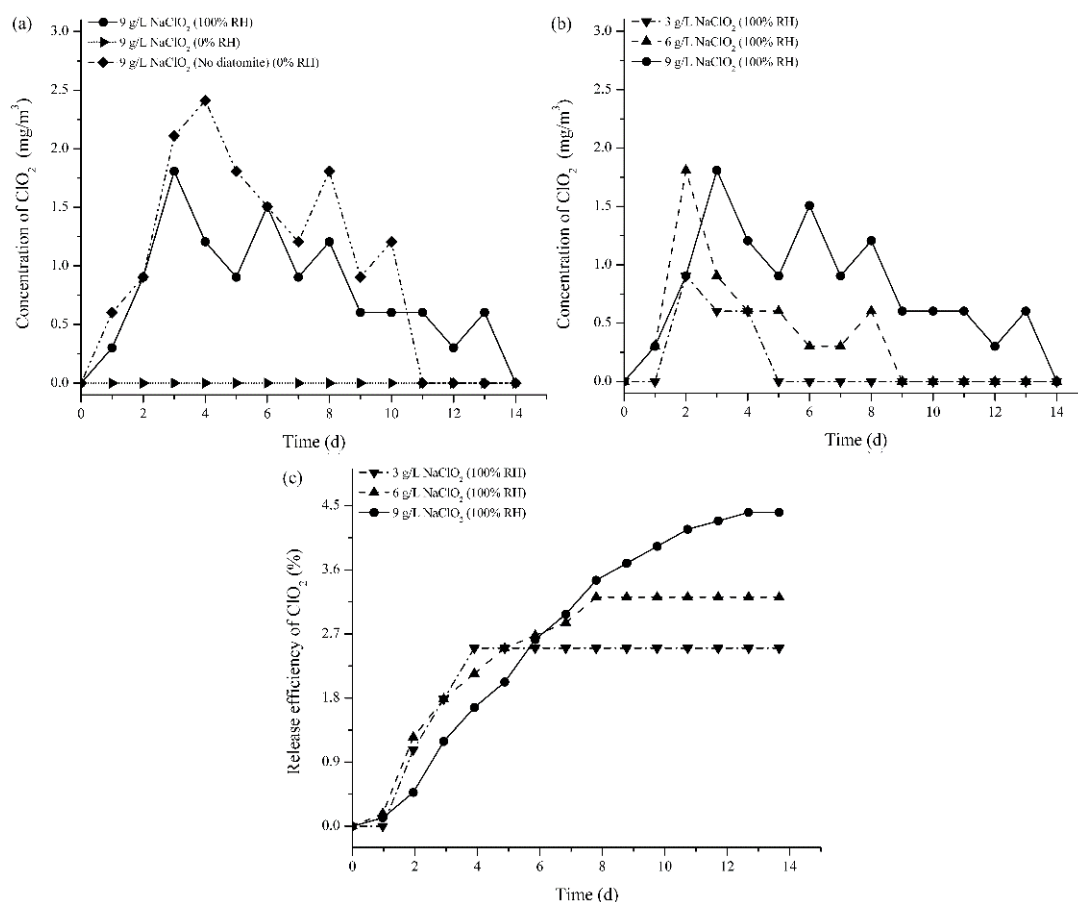 (a)
9 g/L NaClO₂ (100% RH)
9 g/L NaClO₂ (0% RH)
9 g/L NaClO₂ (No diatomite) (0% RH)
3.0
2.5
2.0
1.5
1.0
0.5
0.0
Concentration of ClO₂ (mg/m³)
0 2 4 6 8 10 12 14
Time (d)
(b)
3 g/L NaClO₂ (100% RH)
6 g/L NaClO₂ (100% RH)
9 g/L NaClO₂ (100% RH)
3.0
2.5
2.0
1.5
1.0
0.5
0.0
Concentration of ClO₂ (mg/m³)
0 2 4 6 8 10 12 14
Time (d)
(c)
3 g/L NaClO₂ (100% RH)
6 g/L NaClO₂ (100% RH)
9 g/L NaClO₂ (100% RH)
4.5
3.6
2.7
1.8
0.9
0.0
Release efficiency of ClO₂ (%)
0 2 4 6 8 10 12 14
Time (d)